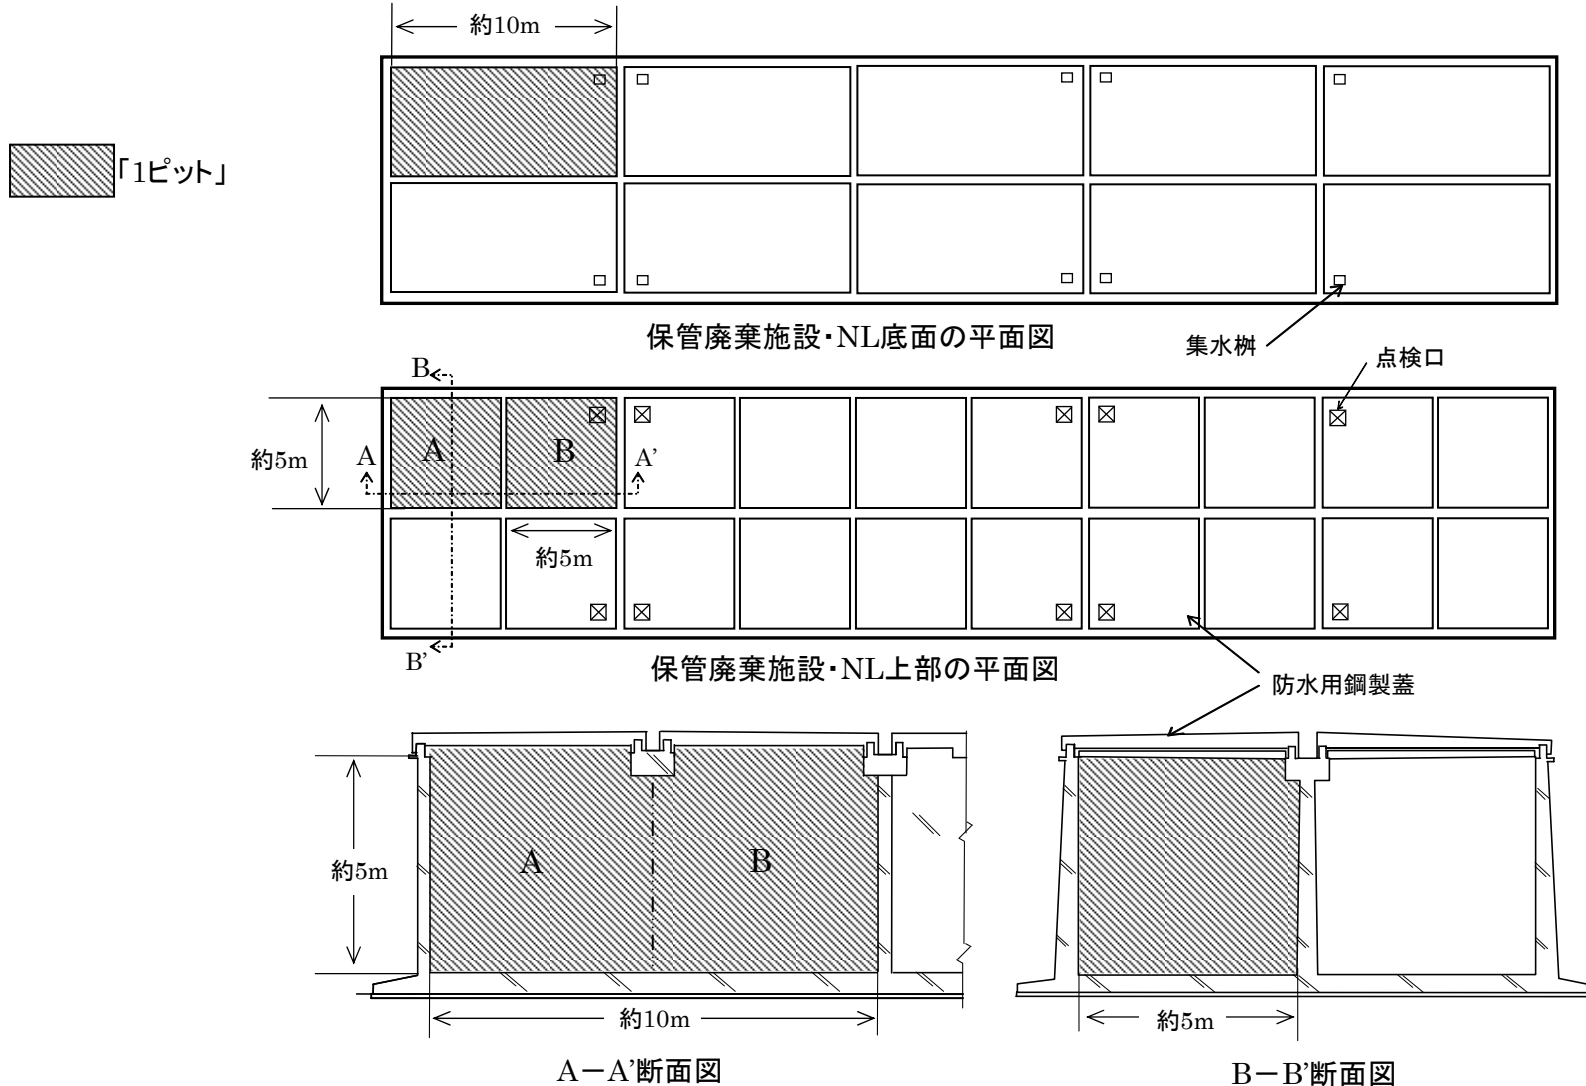 約10m
「1ピット」
保管廃棄施設・NL底面の平面図
集水桝
点検口
B
約5m
A
A
B
A'
約5m
B'
保管廃棄施設・NL上部の平面図
防水用鋼製蓋
約5m
A
B
約10m
約5m
A－A'断面図
B－B'断面図